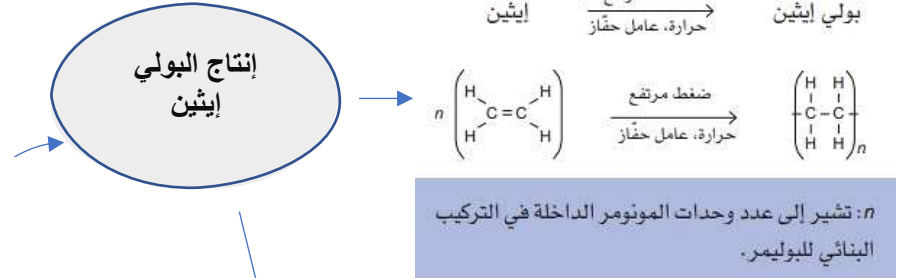 إنتاج البولي
إيثين
إيثين
حرارة، عامل حفّاز
بولي إيثين
n ( H H C = C H H )
ضغط مرتفع
حرارة، عامل حفّاز
( H H - C - C - H H )n
n: تشير إلى عدد وحدات المونومر الداخلة في التركيب
البنائي للبوليمر.